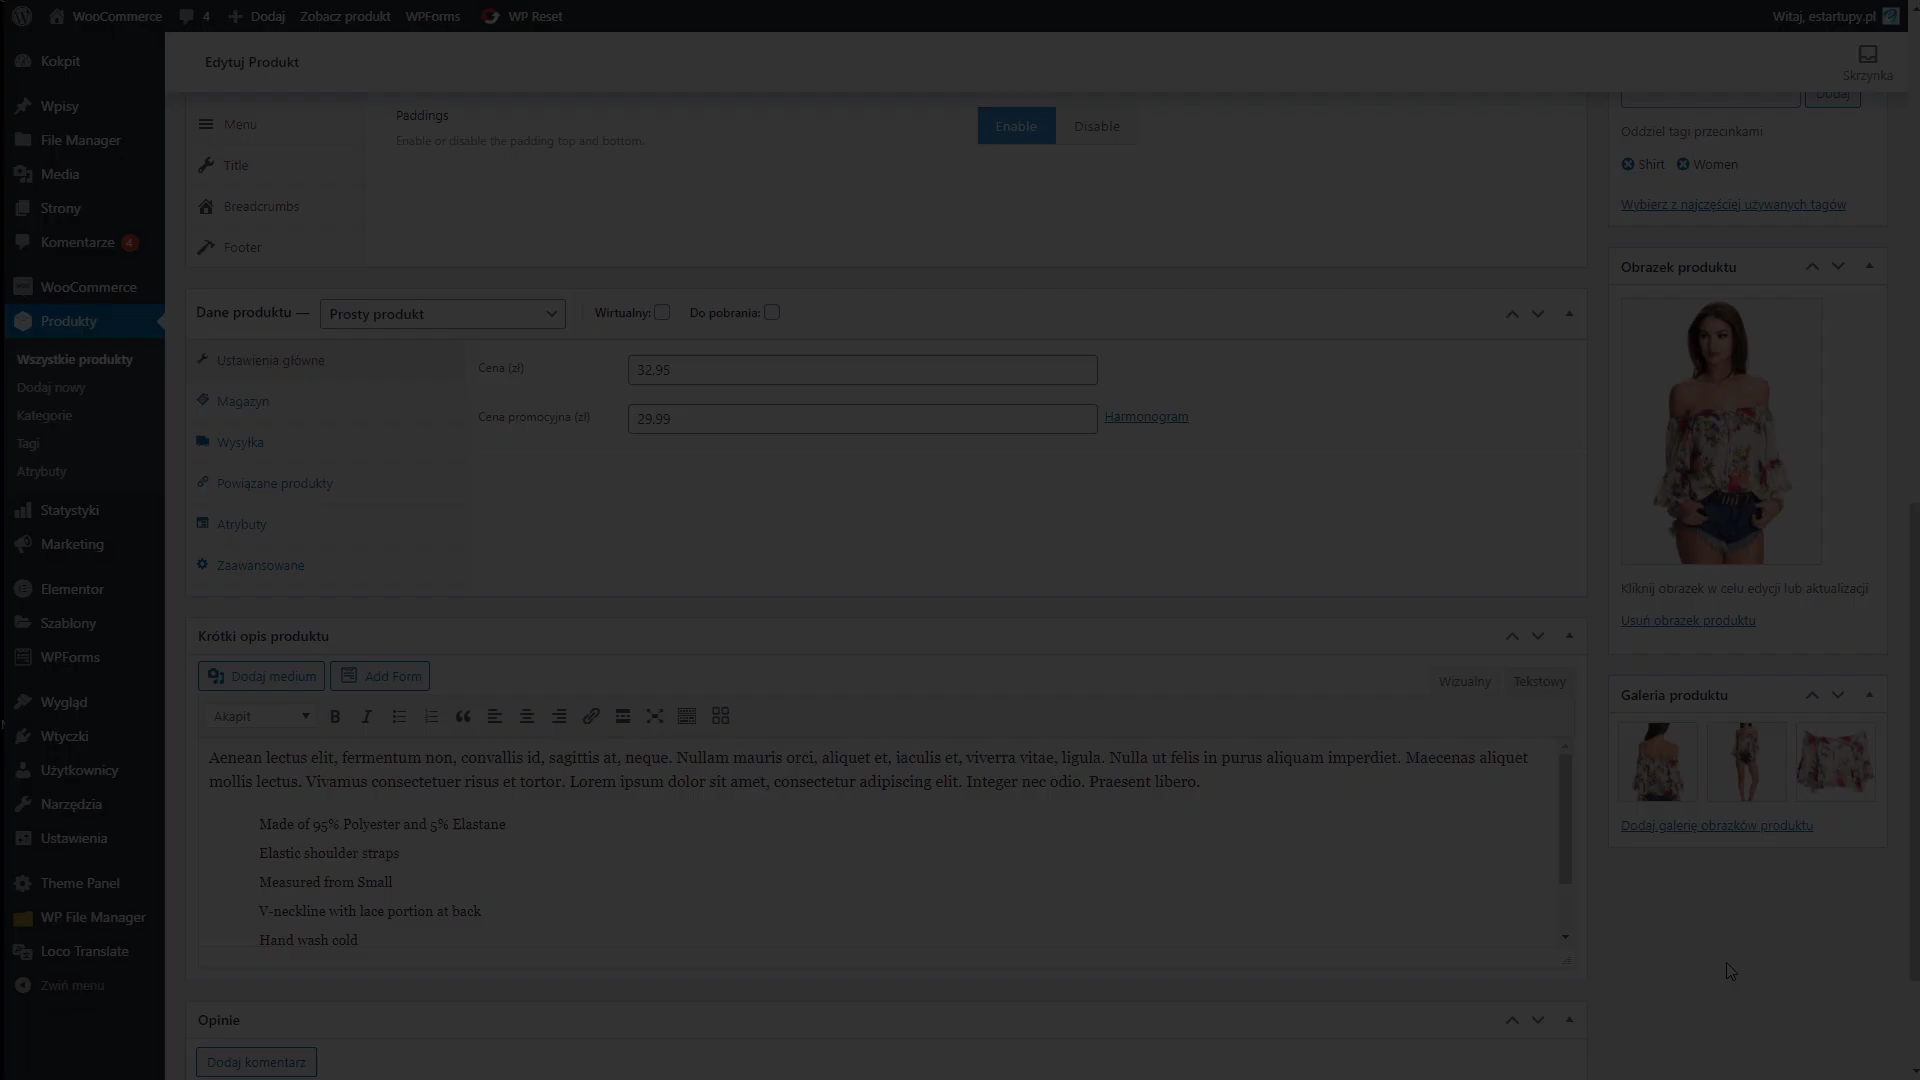 WooCommerce 4 Dodaj Zobacz produkt WPForms WP Reset Witaj, estartupy.pl
Kokpit
Wpisy
File Manager
Media
Strony
Komentarze 4
WooCommerce
Produkty
Wszystkie produkty
Dodaj nowy
Kategorie
Tagi
Atrybuty
Statystyki
Marketing
Elementor
Szablony
WPForms
Wygląd
Wtyczki
Użytkownicy
Narzędzia
Ustawienia
Theme Panel
WP File Manager
Loco Translate
Zwiń menu
Edytuj Produkt
Skrzynka
Menu
Title
Breadcrumbs
Footer
Paddings
Enable or disable the padding top and bottom.
Enable Disable
Dane produktu — Prosty produkt Wirtualny: Do pobrania:
Ustawienia główne
Magazyn
Wysyłka
Powiązane produkty
Atrybuty
Zaawansowane
Cena (zł) 32,95
Cena promocyjna (zł) 29,99 Harmonogram
Krótki opis produktu
Dodaj medium Add Form
Wizualny Tekstowy
Akapit
Aenean lectus elit, fermentum non, convallis id, sagittis at, neque. Nullam mauris orci, aliquet et, iaculis et, viverra vitae, ligula. Nulla ut felis in purus aliquam imperdiet. Maecenas aliquet
mollis lectus. Vivamus consectetuer risus et tortor. Lorem ipsum dolor sit amet, consectetur adipiscing elit. Integer nec odio. Praesent libero.
Made of 95% Polyester and 5% Elastane
Elastic shoulder straps
Measured from Small
V-neckline with lace portion at back
Hand wash cold
Opinie
Dodaj komentarz
Dodaj
Oddziel tagi przecinkami
Shirt Women
Wybierz z najczęściej używanych tagów
Obrazek produktu
Kliknij obrazek w celu edycji lub aktualizacji
Usuń obrazek produktu
Galeria produktu
Dodaj galerię obrazków produktu